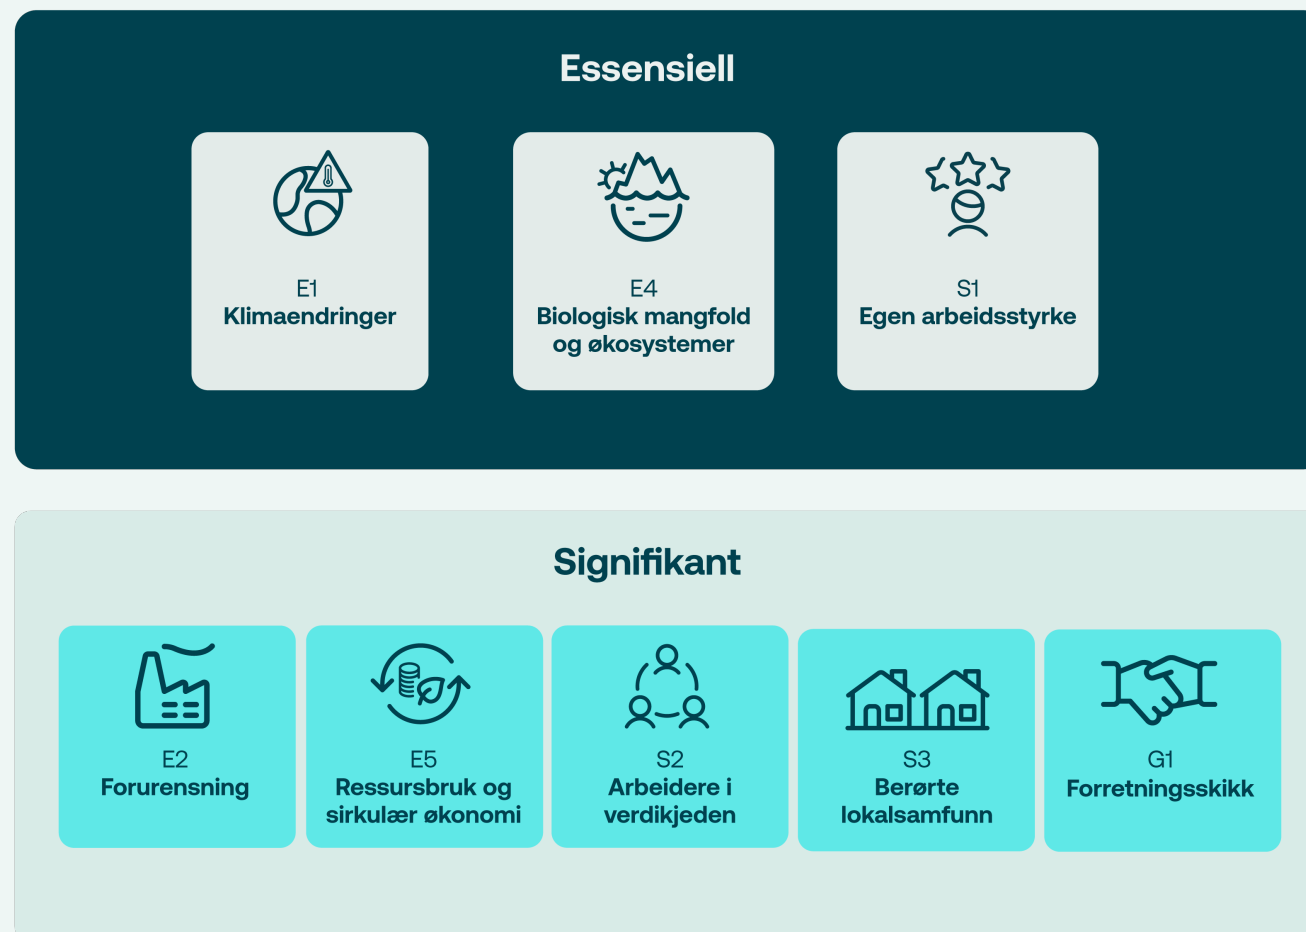 Essensiell
E1
Klimaendringer
E4
Biologisk mangfold
og økosystemer
S1
Egen arbeidsstyrke
Signifikant
E2
Forurensning
E5
Ressursbruk og
sirkulær økonomi
S2
Arbeidere i
verdikjeden
S3
Berørte
lokalsamfunn
G1
Forretningsskikk